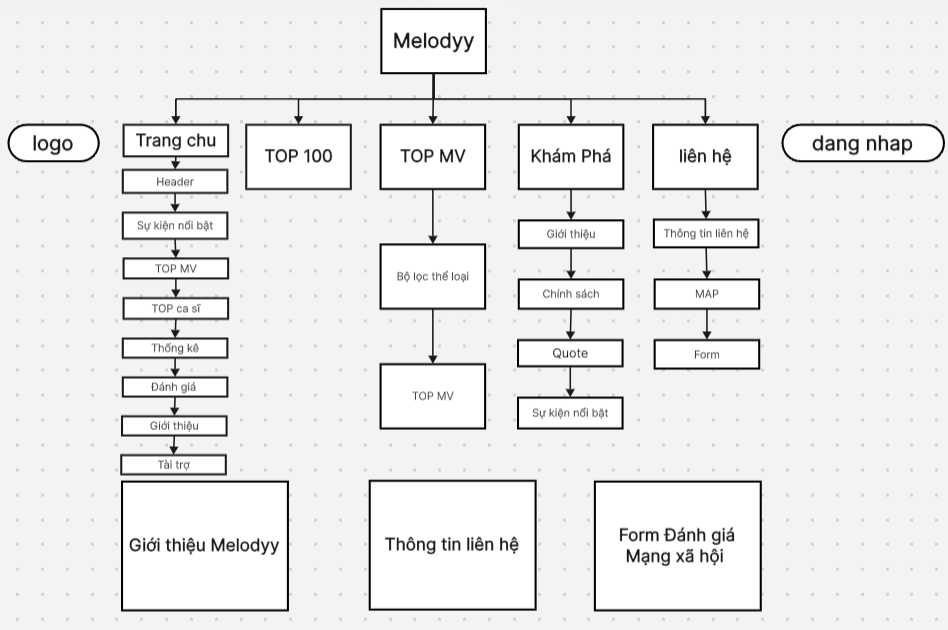 Melodyy
logo
Trang chu
TOP 100
TOP MV
Khám Phá
liên hệ
dang nhap
Header
Sự kiện nổi bật
TOP MV
TOP ca sĩ
Thống kê
Đánh giá
Giới thiệu
Tài trợ
Bộ lọc thể loại
TOP MV
Giới thiệu
Chính sách
Quote
Sự kiện nổi bật
Thông tin liên hệ
MAP
Form
Giới thiệu Melodyy
Thông tin liên hệ
Form Đánh giá
Mạng xã hội